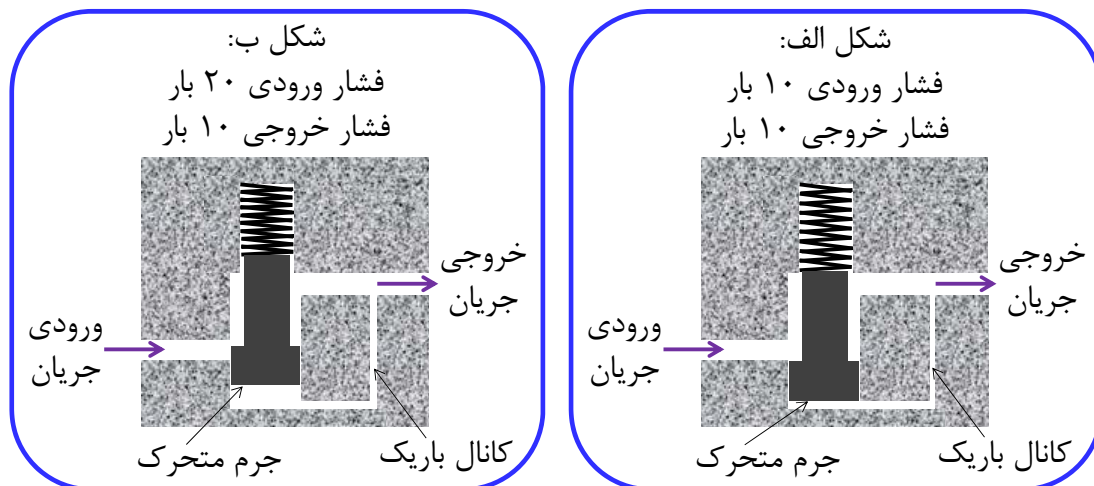 شکل الف:
فشار ورودی ۱۰ بار
فشار خروجی ۱۰ بار
خروجی
جریان
ورودی
جریان
جرم متحرک
کانال باریک
شکل ب:
فشار ورودی ۲۰ بار
فشار خروجی ۱۰ بار
خروجی
جریان
ورودی
جریان
جرم متحرک
کانال باریک